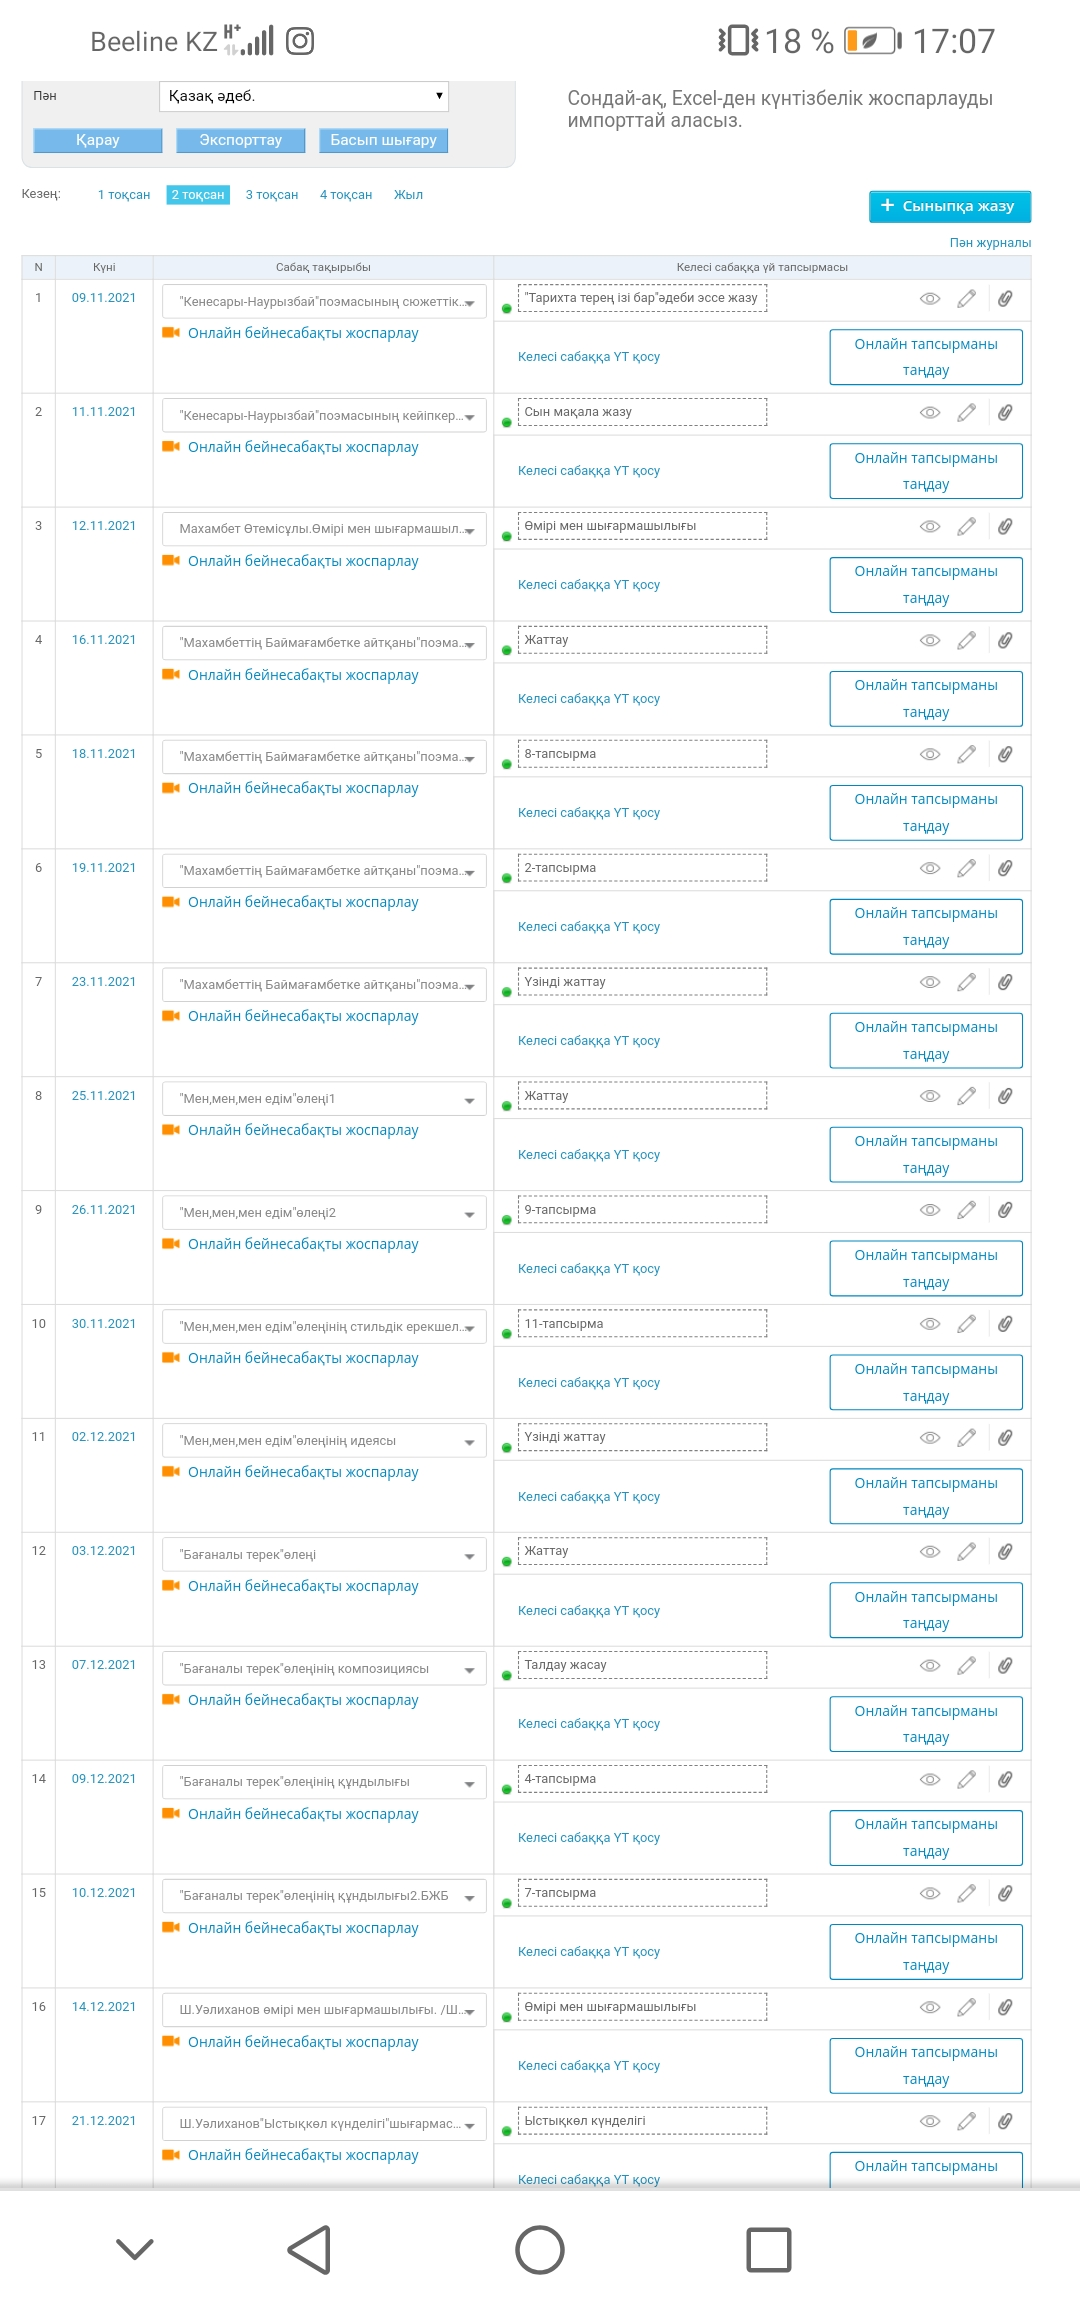 Beeline KZ H+ 18 % 17:07
Пән Қазақ әдеб.
Қарау Экспорттау Басып шығару
Сондай-ақ, Excel-ден күнтізбелік жоспарлауды
импорттай аласыз.
Кезең: 1 тоқсан 2 тоқсан 3 тоқсан 4 тоқсан Жыл
+ Сыныпқа жазу
Пән журналы
N Күні Сабақ тақырыбы Келесі сабаққа үй тапсырмасы
1 09.11.2021 "Кенесары-Наурызбай"поэмасының сюжеттік... "Тарихта терең ізі бар"әдеби эссе жазу
Онлайн бейнесабақты жоспарлау
Келесі сабаққа ҮТ қосу Онлайн тапсырманы
таңдау
2 11.11.2021 "Кенесары-Наурызбай"поэмасының кейіпкер... Сын мақала жазу
Онлайн бейнесабақты жоспарлау
Келесі сабаққа ҮТ қосу Онлайн тапсырманы
таңдау
3 12.11.2021 Махамбет Өтемісұлы.Өмірі мен шығармашыл... Өмірі мен шығармашылығы
Онлайн бейнесабақты жоспарлау
Келесі сабаққа ҮТ қосу Онлайн тапсырманы
таңдау
4 16.11.2021 "Махамбеттің Баймағамбетке айтқаны"поэма... Жаттау
Онлайн бейнесабақты жоспарлау
Келесі сабаққа ҮТ қосу Онлайн тапсырманы
таңдау
5 18.11.2021 "Махамбеттің Баймағамбетке айтқаны"поэма... 8-тапсырма
Онлайн бейнесабақты жоспарлау
Келесі сабаққа ҮТ қосу Онлайн тапсырманы
таңдау
6 19.11.2021 "Махамбеттің Баймағамбетке айтқаны"поэма... 2-тапсырма
Онлайн бейнесабақты жоспарлау
Келесі сабаққа ҮТ қосу Онлайн тапсырманы
таңдау
7 23.11.2021 "Махамбеттің Баймағамбетке айтқаны"поэма... Үзінді жаттау
Онлайн бейнесабақты жоспарлау
Келесі сабаққа ҮТ қосу Онлайн тапсырманы
таңдау
8 25.11.2021 "Мен,мен,мен едім"өлеңі1 Жаттау
Онлайн бейнесабақты жоспарлау
Келесі сабаққа ҮТ қосу Онлайн тапсырманы
таңдау
9 26.11.2021 "Мен,мен,мен едім"өлеңі2 9-тапсырма
Онлайн бейнесабақты жоспарлау
Келесі сабаққа ҮТ қосу Онлайн тапсырманы
таңдау
10 30.11.2021 "Мен,мен,мен едім"өлеңінің стильдік ерекшел... 11-тапсырма
Онлайн бейнесабақты жоспарлау
Келесі сабаққа ҮТ қосу Онлайн тапсырманы
таңдау
11 02.12.2021 "Мен,мен,мен едім"өлеңінің идеясы Үзінді жаттау
Онлайн бейнесабақты жоспарлау
Келесі сабаққа ҮТ қосу Онлайн тапсырманы
таңдау
12 03.12.2021 "Бағаналы терек"өлеңі Жаттау
Онлайн бейнесабақты жоспарлау
Келесі сабаққа ҮТ қосу Онлайн тапсырманы
таңдау
13 07.12.2021 "Бағаналы терек"өлеңінің композициясы Талдау жасау
Онлайн бейнесабақты жоспарлау
Келесі сабаққа ҮТ қосу Онлайн тапсырманы
таңдау
14 09.12.2021 "Бағаналы терек"өлеңінің құндылығы 4-тапсырма
Онлайн бейнесабақты жоспарлау
Келесі сабаққа ҮТ қосу Онлайн тапсырманы
таңдау
15 10.12.2021 "Бағаналы терек"өлеңінің құндылығы2.БЖБ 7-тапсырма
Онлайн бейнесабақты жоспарлау
Келесі сабаққа ҮТ қосу Онлайн тапсырманы
таңдау
16 14.12.2021 Ш.Уәлиханов өмірі мен шығармашылығы. /Ш... Өмірі мен шығармашылығы
Онлайн бейнесабақты жоспарлау
Келесі сабаққа ҮТ қосу Онлайн тапсырманы
таңдау
17 21.12.2021 Ш.Уәлиханов"Ыстықкөл күнделігі"шығармас... Ыстықкөл күнделігі
Онлайн бейнесабақты жоспарлау
Келесі сабаққа ҮТ қосу Онлайн тапсырманы